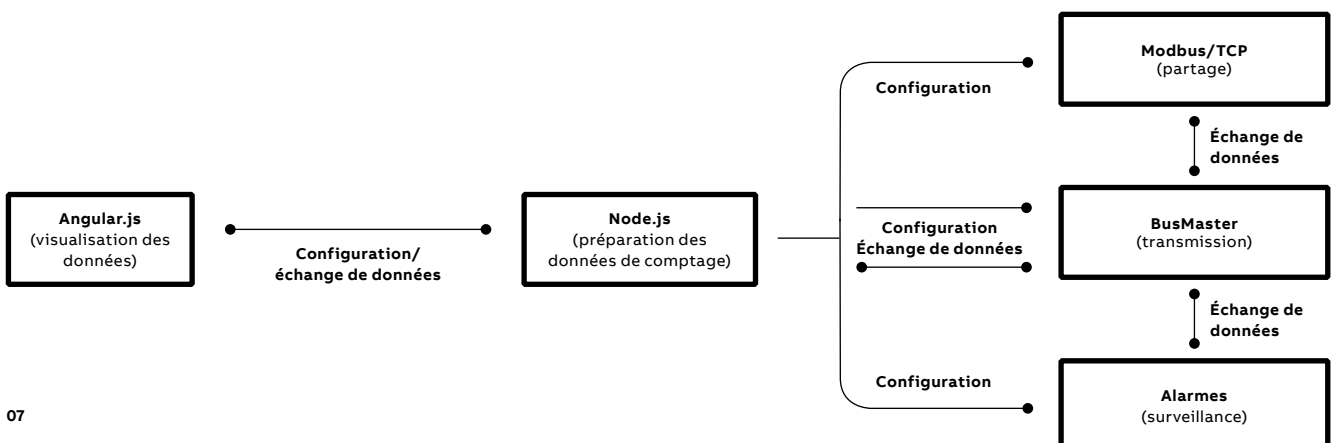 Modbus/TCP
(partage)
Configuration
Échange de
données
Angular.js
(visualisation des
données)
Configuration/
échange de données
Node.js
(préparation des
données de comptage)
Configuration
Échange de données
BusMaster
(transmission)
Échange de
données
Configuration
Alarmes
(surveillance)
07